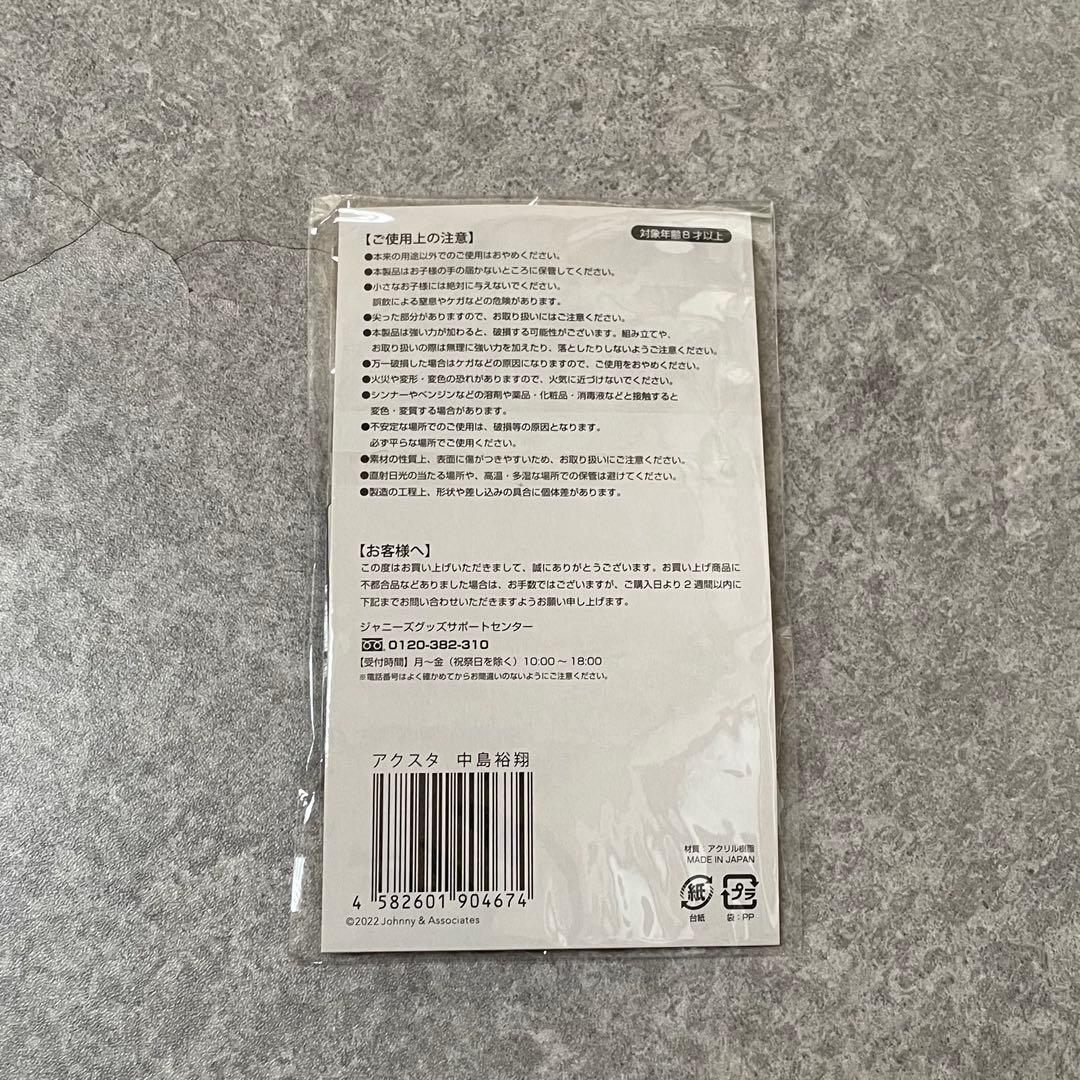 【ご使用上の注意】
対象年齢8才以上
●本来の用途以外でのご使用はおやめください。
●本製品はお子様の手の届かないところに保管してください。
●小さなお子様には絶対に与えないでください。
誤飲による窒息やケガなどの危険があります。
●尖った部分がありますので、お取り扱いにはご注意ください。
●本製品は強い力が加わると、破損する可能性がございます。組み立てや、
お取り扱いの際は無理に強い力を加えたり、落としたりしないようご注意ください。
●万一破損した場合はケガなどの原因になりますので、ご使用をおやめください。
●火災や変形・変色の恐れがありますので、火気に近づけないでください。
●シンナーやベンジンなどの溶剤や薬品・化粧品・消毒液などと接触すると
変色・変質する場合があります。
●不安定な場所でのご使用は、破損等の原因となります。
必ず平らな場所でご使用ください。
●素材の性質上、表面に傷がつきやすいため、お取り扱いにご注意ください。
●直射日光の当たる場所や、高温・多湿な場所での保管は避けてください。
●製造の工程上、形状や差し込みの具合に個体差があります。
【お客様へ】
この度はお買い上げいただきまして、誠にありがとうございます。お買い上げ商品に
不都合品などありました場合は、お手数ではございますが、ご購入日より2週間以内に
下記までお問い合わせいただきますようお願い申し上げます。
ジャニーズグッズサポートセンター
0120-382-310
【受付時間】月～金（祝祭日を除く）10:00～18:00
※電話番号はよく確かめてからお間違いのないようにご注意ください。
アクスタ 中島裕翔
4 582601 904674
©2022 Johnny & Associates
材質：アクリル樹脂
MADE IN JAPAN
紙 プラ
台紙 袋：PP